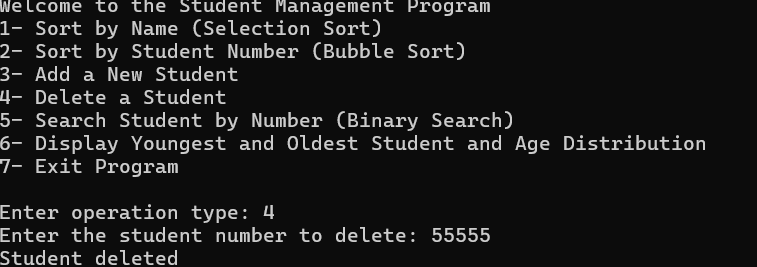 Welcome to the Student Management Program
1- Sort by Name (Selection Sort)
2- Sort by Student Number (Bubble Sort)
3- Add a New Student
4- Delete a Student
5- Search Student by Number (Binary Search)
6- Display Youngest and Oldest Student and Age Distribution
7- Exit Program
Enter operation type: 4
Enter the student number to delete: 55555
Student deleted